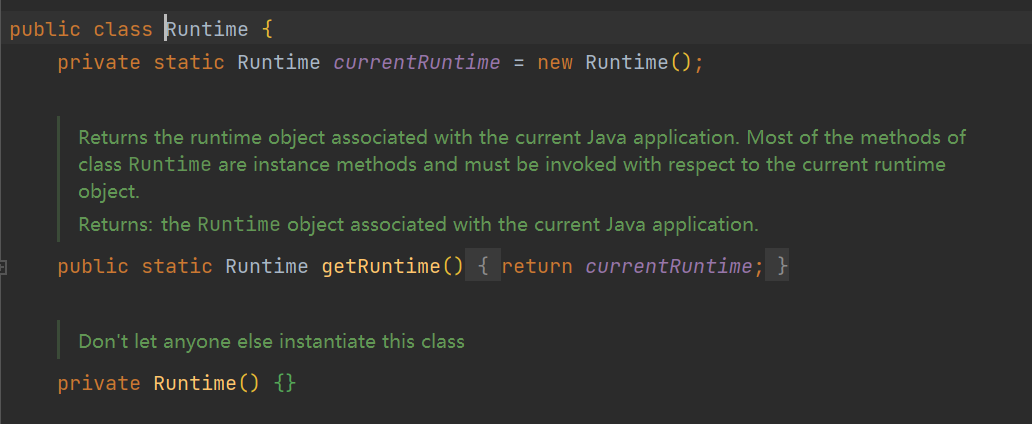 public class Runtime {
private static Runtime currentRuntime = new Runtime();
Returns the runtime object associated with the current Java application. Most of the methods of
class Runtime are instance methods and must be invoked with respect to the current runtime
object.
Returns: the Runtime object associated with the current Java application.
public static Runtime getRuntime() { return currentRuntime; }
Don't let anyone else instantiate this class
private Runtime() {}